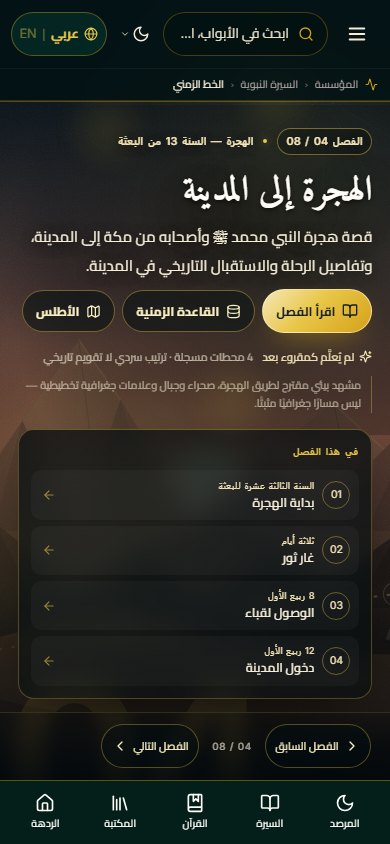 ابحث في الأبواب، ا...
عربي | EN
المؤسسة › السيرة النبوية › الخط الزمني
الفصل 04 / 08 • الهجرة — السنة 13 من البعثة
الهجرة إلى المدينة
قصة هجرة النبي محمد ﷺ وأصحابه من مكة إلى المدينة،
وتفاصيل الرحلة والاستقبال التاريخي في المدينة.
اقرأ الفصل
القاعدة الزمنية
الأطلس
لم يُعلَّم كمقروء بعد 4 محطات مسجلة · ترتيب سردي لا تقويم تاريخي
مشهد بيئي مقترح لطريق الهجرة، صحراء وجبال وعلامات جغرافية تخطيطية —
ليس مسارًا جغرافيًا مثبتًا.
في هذا الفصل
01
السنة الثالثة عشرة للبعثة
بداية الهجرة
02
ثلاثة أيام
غار ثور
03
8 ربيع الأول
الوصول لقباء
04
12 ربيع الأول
دخول المدينة
الفصل السابق
04 / 08
الفصل التالي
المرصد
السيرة
القرآن
المكتبة
الردهة